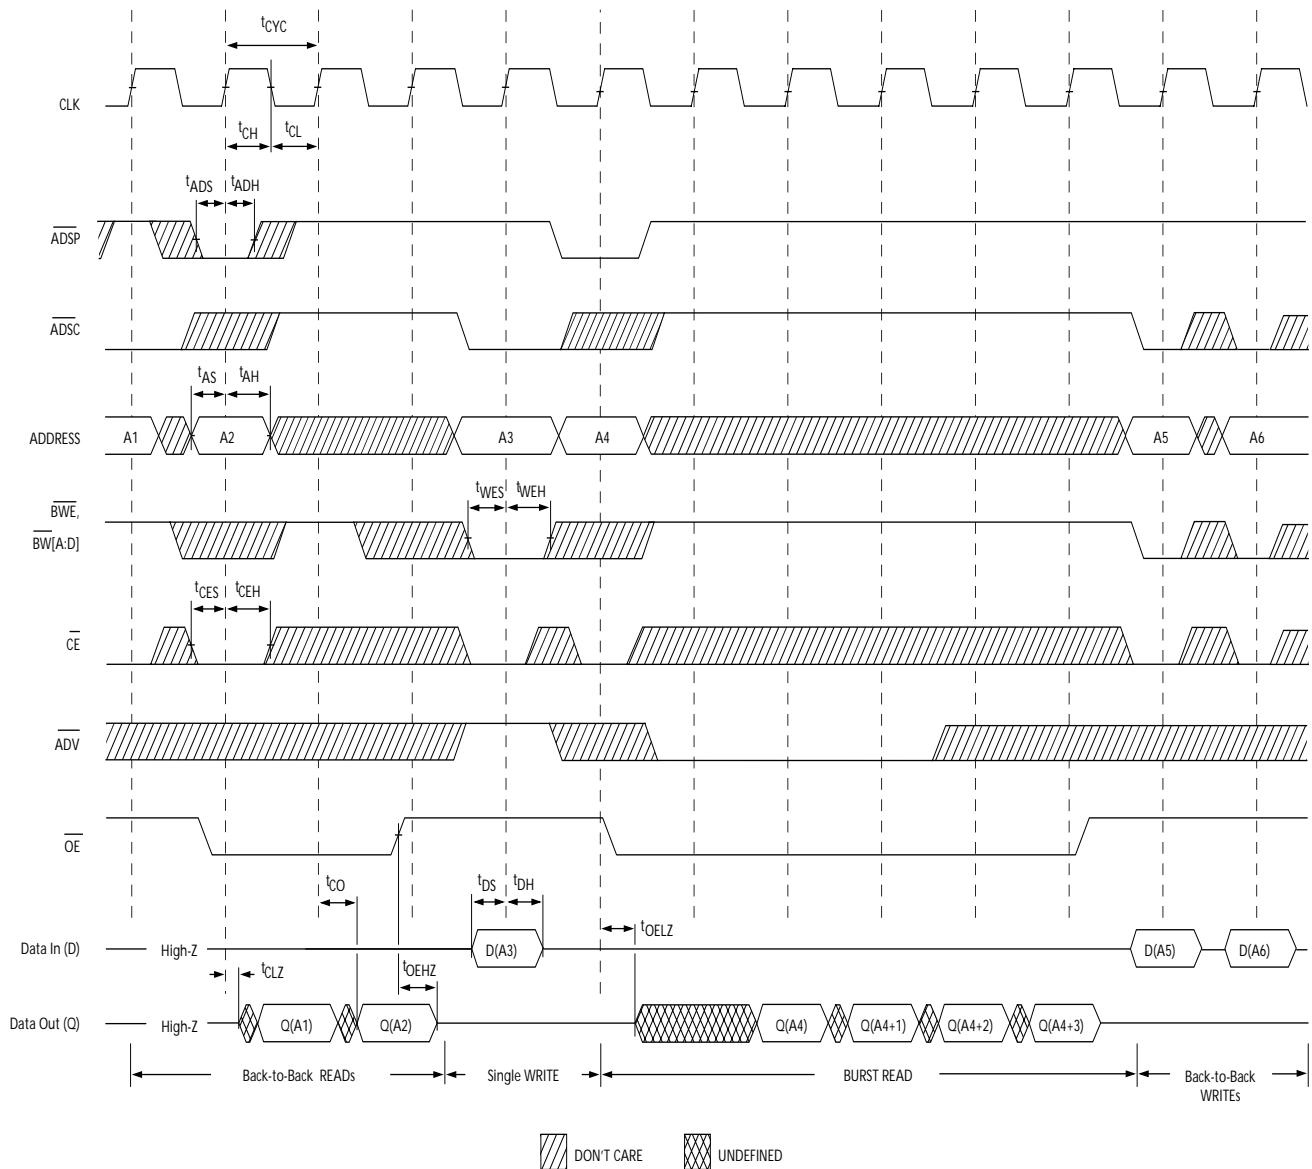 tCYC
CLK
tCH
tCL
tADS
tADH
ADSP
ADSC
tAS
tAH
ADDRESS
A1
A2
A3
A4
A5
A6
tWES
tWEH
BWE,
BW[A:D]
tCES
tCEH
CE
ADV
OE
tCO
tDS
tDH
tOELZ
Data In (D)
High-Z
D(A3)
D(A5)
D(A6)
tCLZ
tOEHZ
Data Out (Q)
High-Z
Q(A1)
Q(A2)
Q(A4)
Q(A4+1)
Q(A4+2)
Q(A4+3)
Back-to-Back READs
Single WRITE
BURST READ
Back-to-Back
WRITEs
DON'T CARE
UNDEFINED